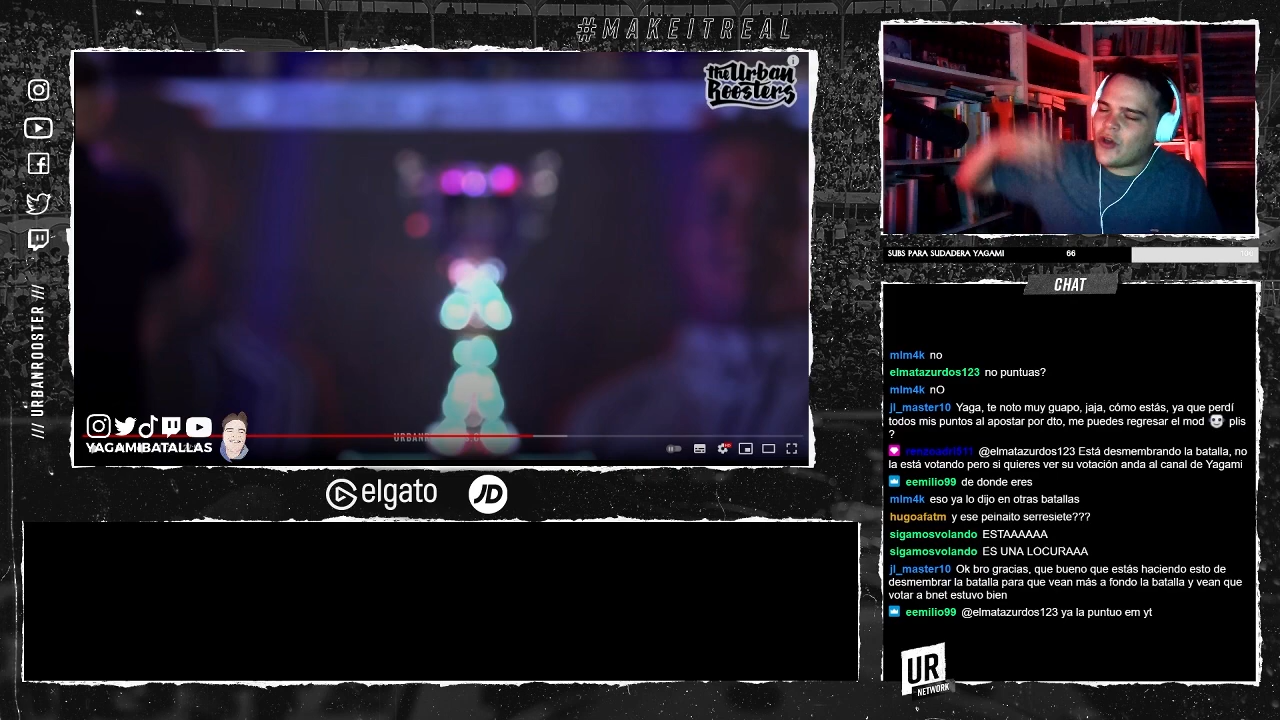 #MAKEITREAL
the Urban
Roosters
/// URBANROOSTER ///
YAGAMIBATALLAS
elgato
JD
SUBS PARA SUDADERA YAGAMI 66 100
CHAT
mlm4k no
elmatazurdos123 no puntuas?
mlm4k nO
jl_master10 Yaga, te noto muy guapo, jaja, cómo estás, ya que perdí
todos mis puntos al apostar por dto, me puedes regresar el mod plis
?
@elmatazurdos123 Está desmembrando la batalla, no
la está votando pero si quieres ver su votación anda al canal de Yagami
eemilio99 de donde eres
mlm4k eso ya lo dijo en otras batallas
hugoafatm y ese peinaito serresiete???
sigamosvolando ESTAAAAAA
sigamosvolando ES UNA LOCURAAA
jl_master10 Ok bro gracias, que bueno que estás haciendo esto de
desmembrar la batalla para que vean más a fondo la batalla y vean que
votar a bnet estuvo bien
eemilio99 @elmatazurdos123 ya la puntuo em yt
UR
NETWORK